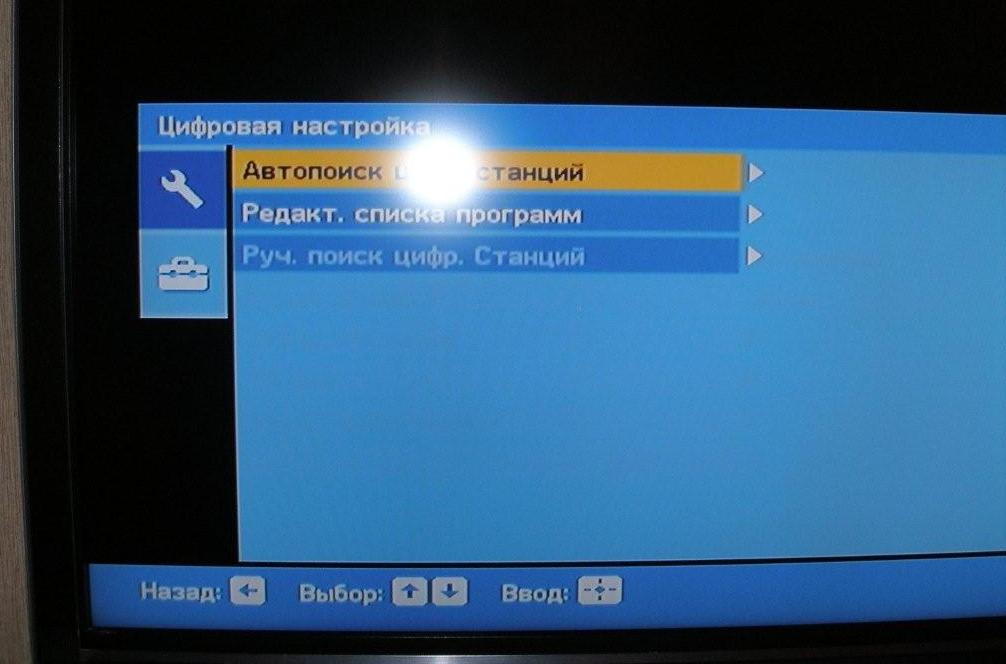 Цифровая настройка
Автопоиск станций
Редакт. списка программ
Руч. поиск цифр. Станций
Назад: Выбор: Ввод: